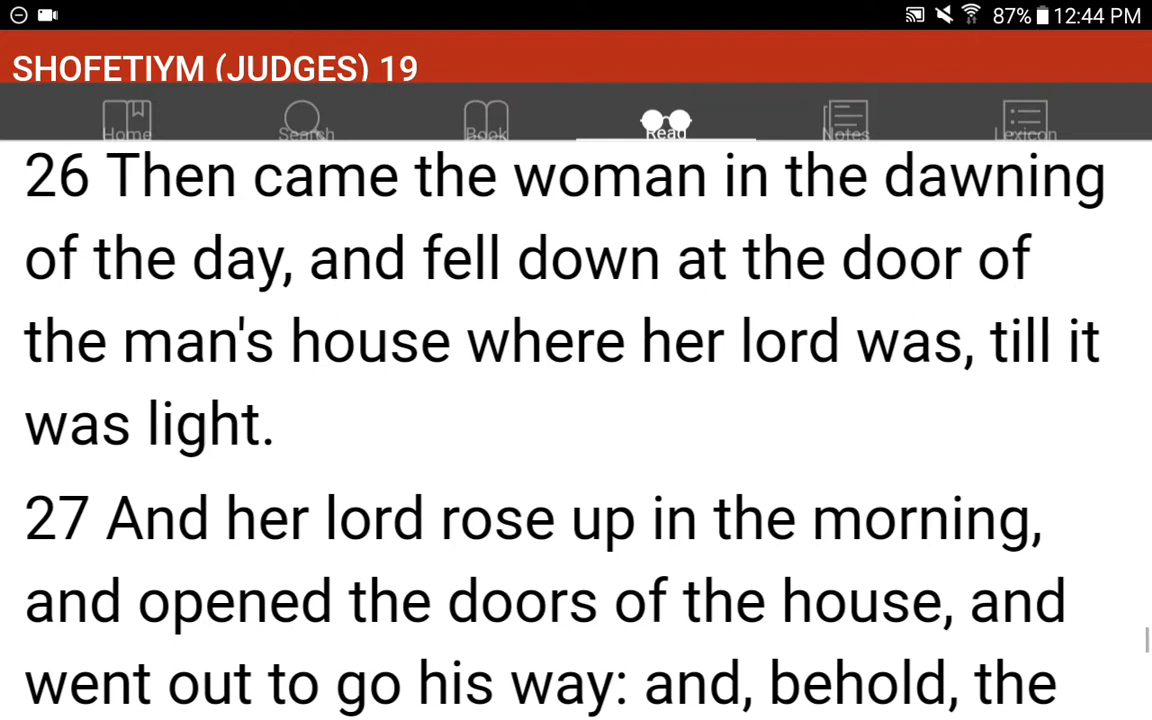 87% 12:44 PM
SHOFETIYM (JUDGES) 19
Home Search Book Read Notes Lexicon
26 Then came the woman in the dawning
of the day, and fell down at the door of
the man's house where her lord was, till it
was light.
27 And her lord rose up in the morning,
and opened the doors of the house, and
went out to go his way: and, behold, the